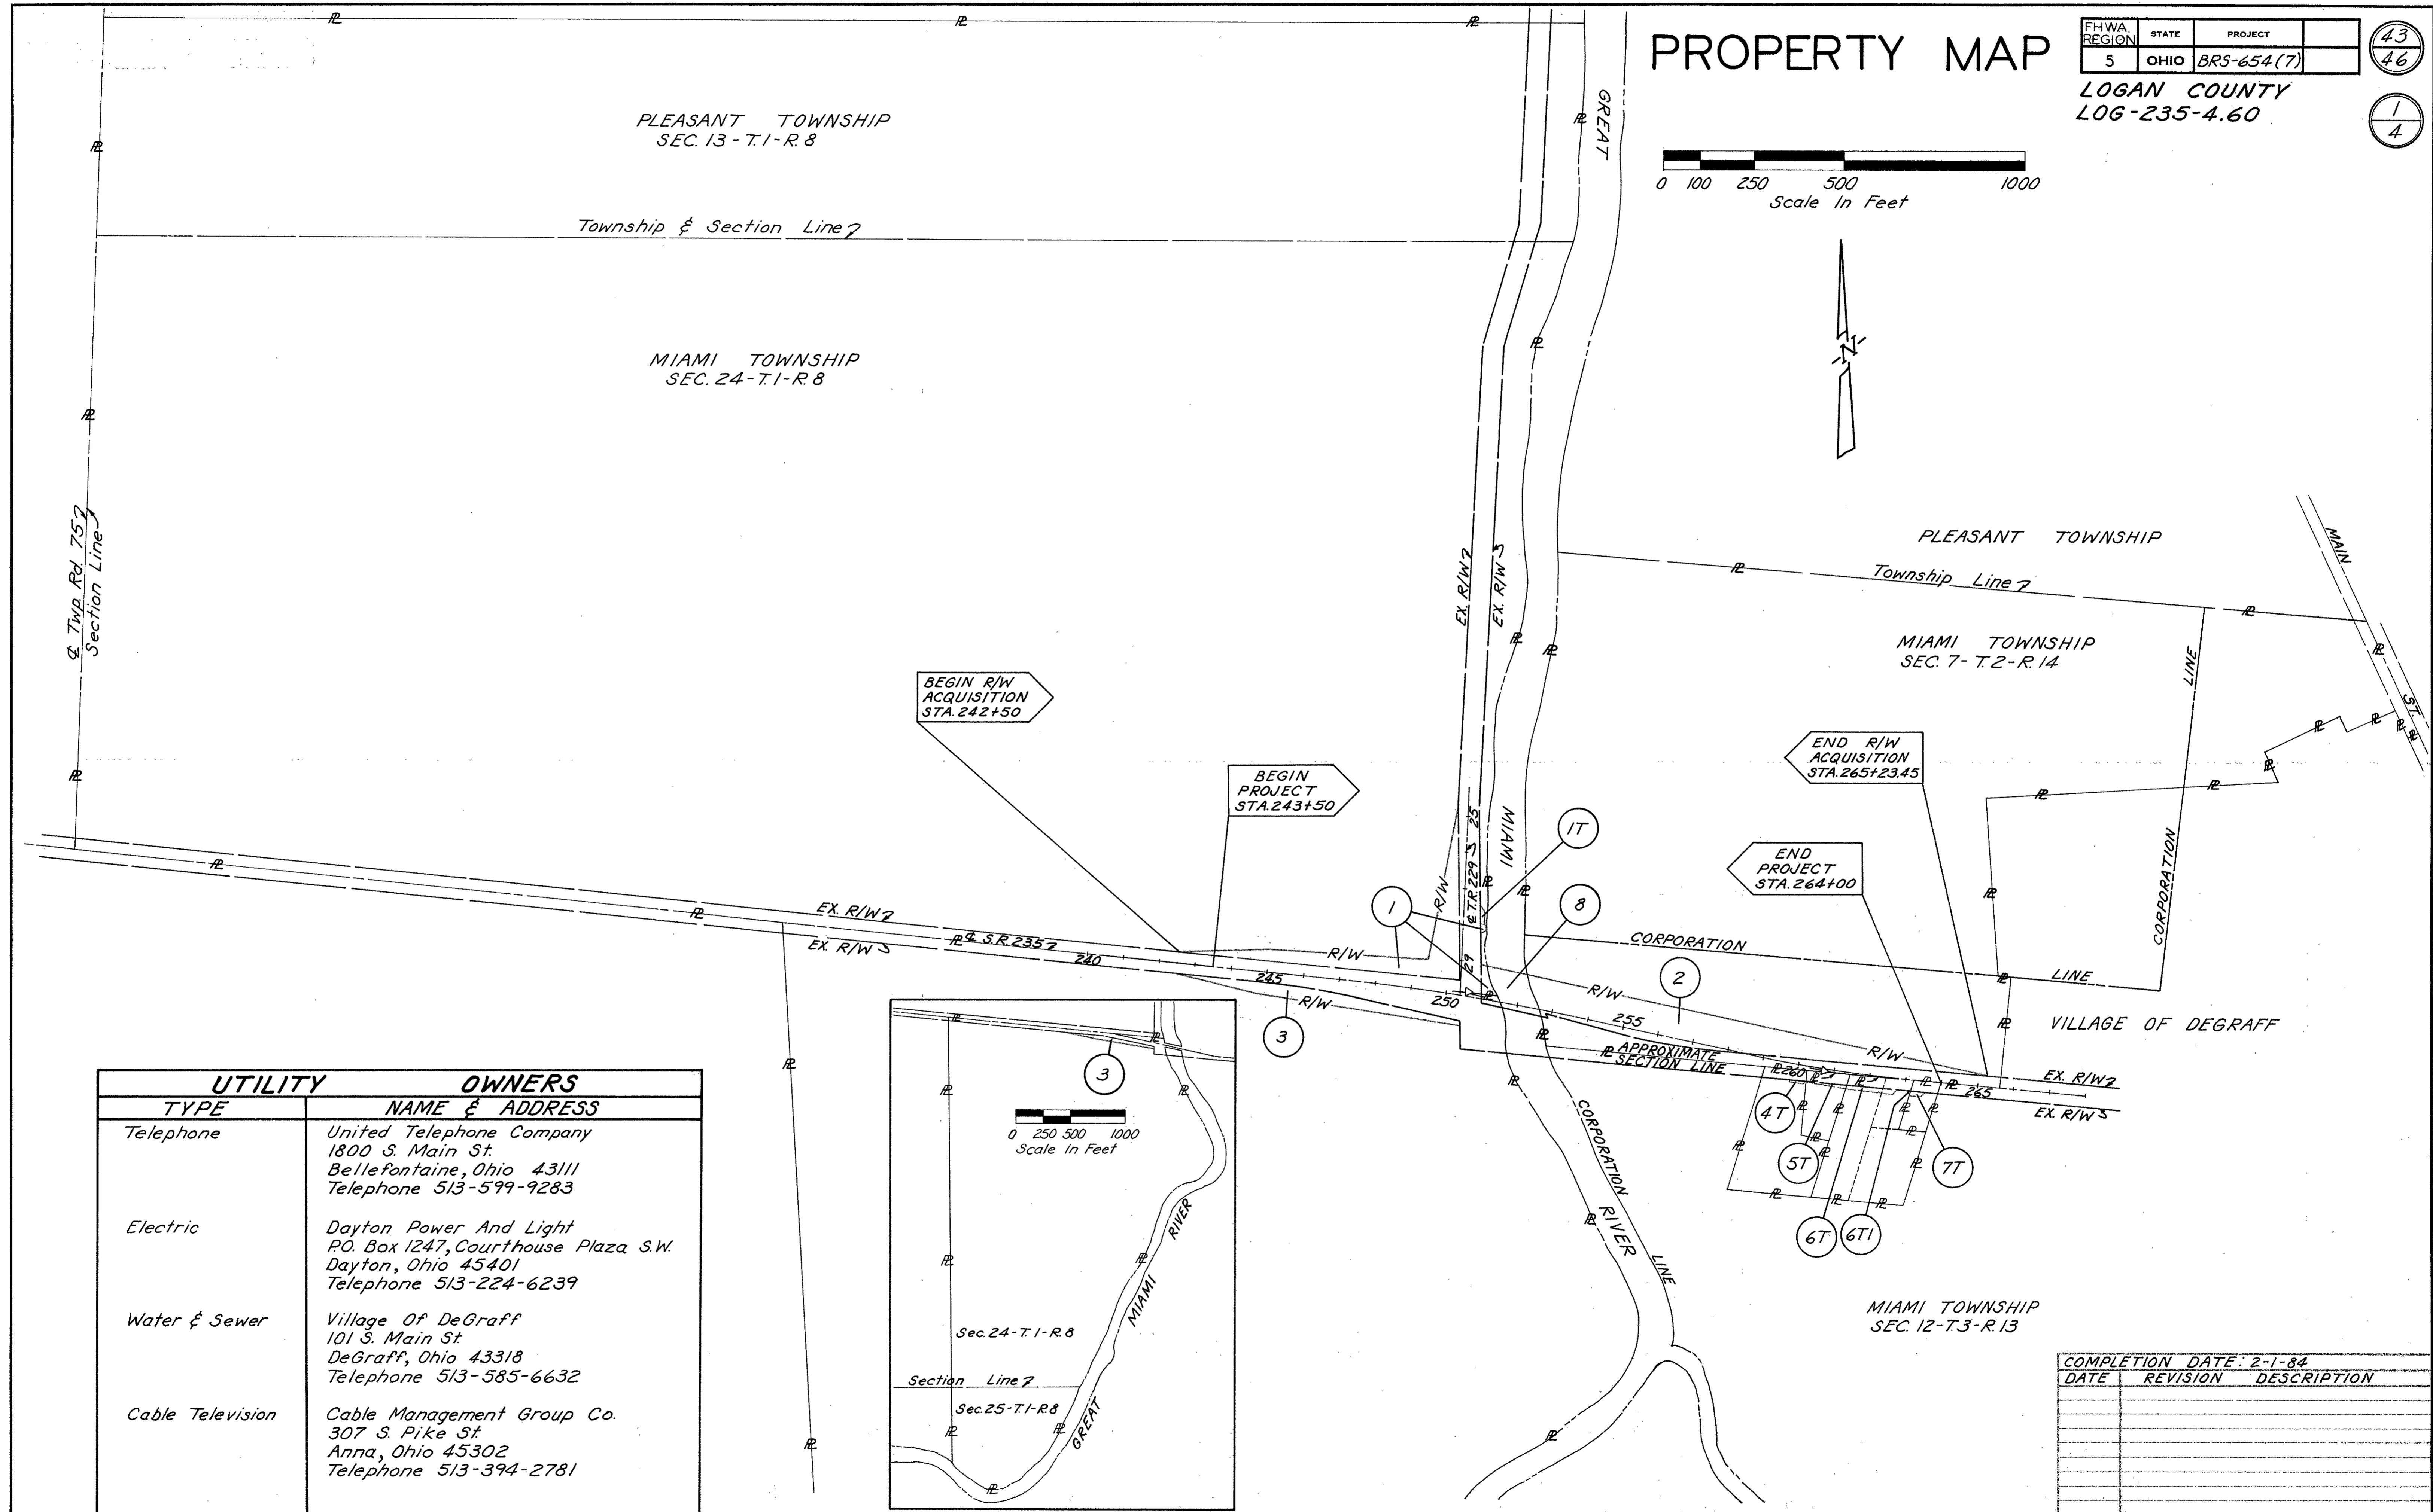 PROPERTY MAP
FHWA. REGION STATE PROJECT
5 OHIO BRS-654(7)
43
46
LOGAN COUNTY
LOG-235-4.60
1
4
0 100 250 500 1000
Scale In Feet
N
PLEASANT TOWNSHIP
SEC. 13-T.1-R.8
Township & Section Line
MIAMI TOWNSHIP
SEC. 24-T.1-R.8
℄ Twp. Rd. 75
Section Line
GREAT
MIAMI
RIVER
EX. R/W
EX. R/W
PLEASANT TOWNSHIP
Township Line
MIAMI TOWNSHIP
SEC. 7-T.2-R.14
MAIN
ST.
LINE
CORPORATION
BEGIN R/W
ACQUISITION
STA.242+50
BEGIN
PROJECT
STA.243+50
END R/W
ACQUISITION
STA.265+23.45
END
PROJECT
STA.264+00
1T
1
8
2
3
R/W
℄ T.R. 229
25
29
EX. R/W
EX. R/W
℄ S.R. 235
240
245
250
255
260
265
R/W
R/W
R/W
R/W
CORPORATION
LINE
VILLAGE OF DEGRAFF
APPROXIMATE
SECTION LINE
EX. R/W
EX. R/W
4T
5T
6T
6T1
7T
CORPORATION
LINE
MIAMI TOWNSHIP
SEC. 12-T.3-R.13
3
0 250 500 1000
Scale In Feet
RIVER
MIAMI
GREAT
Sec.24-T.1-R.8
Section Line
Sec.25-T.1-R.8
UTILITY OWNERS
TYPE NAME & ADDRESS
Telephone United Telephone Company
1800 S. Main St.
Bellefontaine, Ohio 43111
Telephone 513-599-9283
Electric Dayton Power And Light
P.O. Box 1247, Courthouse Plaza S.W.
Dayton, Ohio 45401
Telephone 513-224-6239
Water & Sewer Village Of DeGraff
101 S. Main St.
DeGraff, Ohio 43318
Telephone 513-585-6632
Cable Television Cable Management Group Co.
307 S. Pike St.
Anna, Ohio 45302
Telephone 513-394-2781
COMPLETION DATE: 2-1-84
DATE REVISION DESCRIPTION